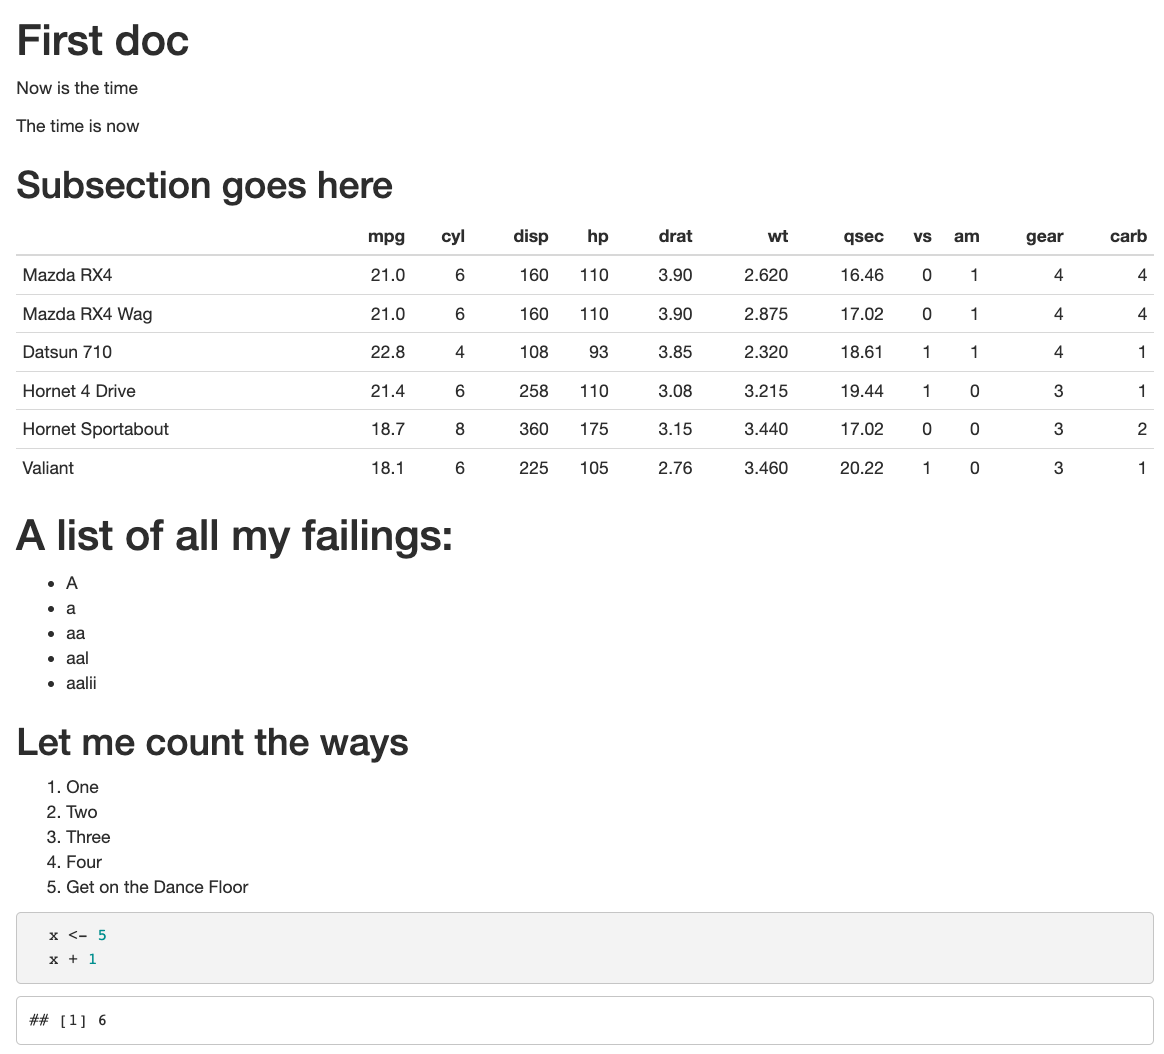 First doc
Now is the time
The time is now
Subsection goes here
mpg cyl disp hp drat wt qsec vs am gear carb
Mazda RX4 21.0 6 160 110 3.90 2.620 16.46 0 1 4 4
Mazda RX4 Wag 21.0 6 160 110 3.90 2.875 17.02 0 1 4 4
Datsun 710 22.8 4 108 93 3.85 2.320 18.61 1 1 4 1
Hornet 4 Drive 21.4 6 258 110 3.08 3.215 19.44 1 0 3 1
Hornet Sportabout 18.7 8 360 175 3.15 3.440 17.02 0 0 3 2
Valiant 18.1 6 225 105 2.76 3.460 20.22 1 0 3 1
A list of all my failings:
• A
• a
• aa
• aal
• aalii
Let me count the ways
1. One
2. Two
3. Three
4. Four
5. Get on the Dance Floor
x <- 5
x + 1
## [1] 6